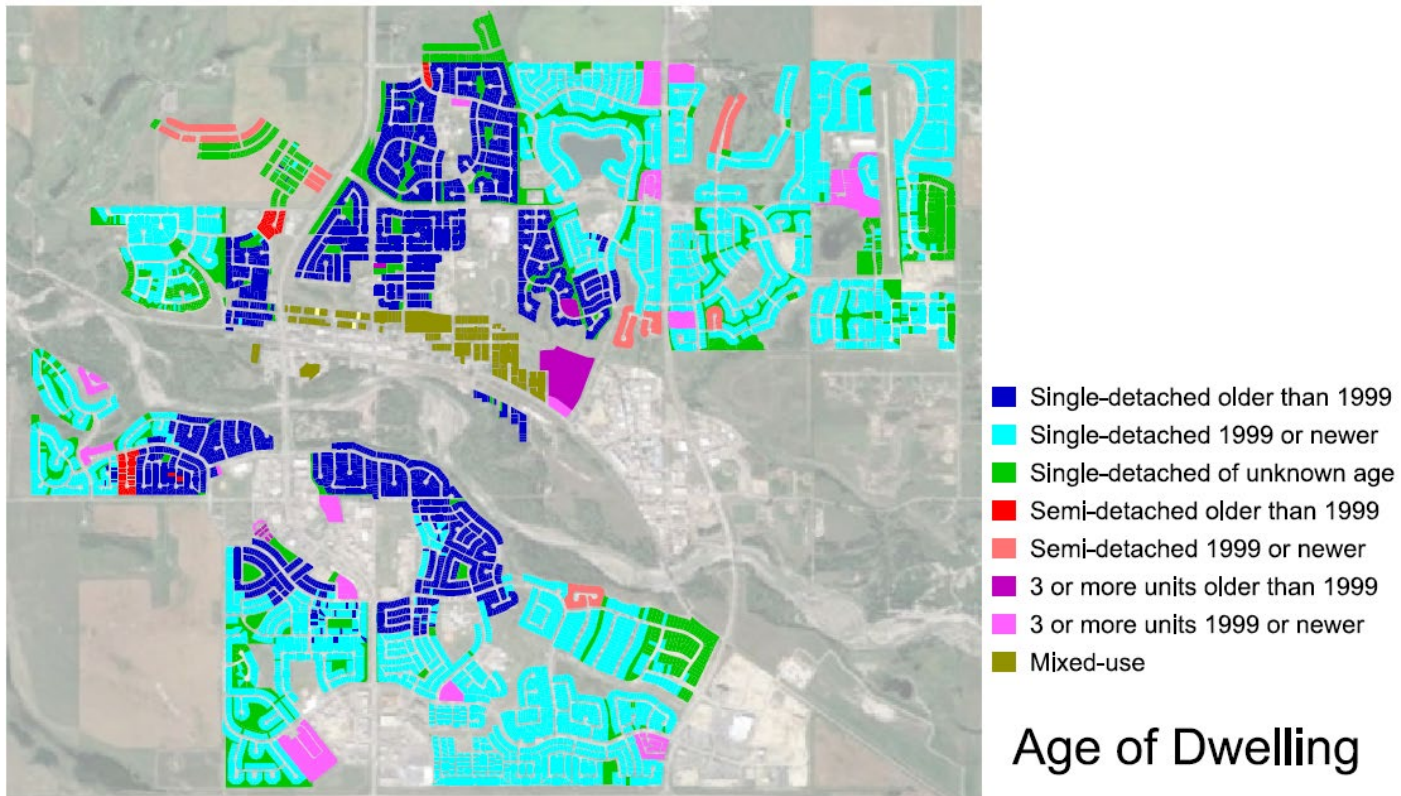 Single-detached older than 1999
Single-detached 1999 or newer
Single-detached of unknown age
Semi-detached older than 1999
Semi-detached 1999 or newer
3 or more units older than 1999
3 or more units 1999 or newer
Mixed-use
Age of Dwelling